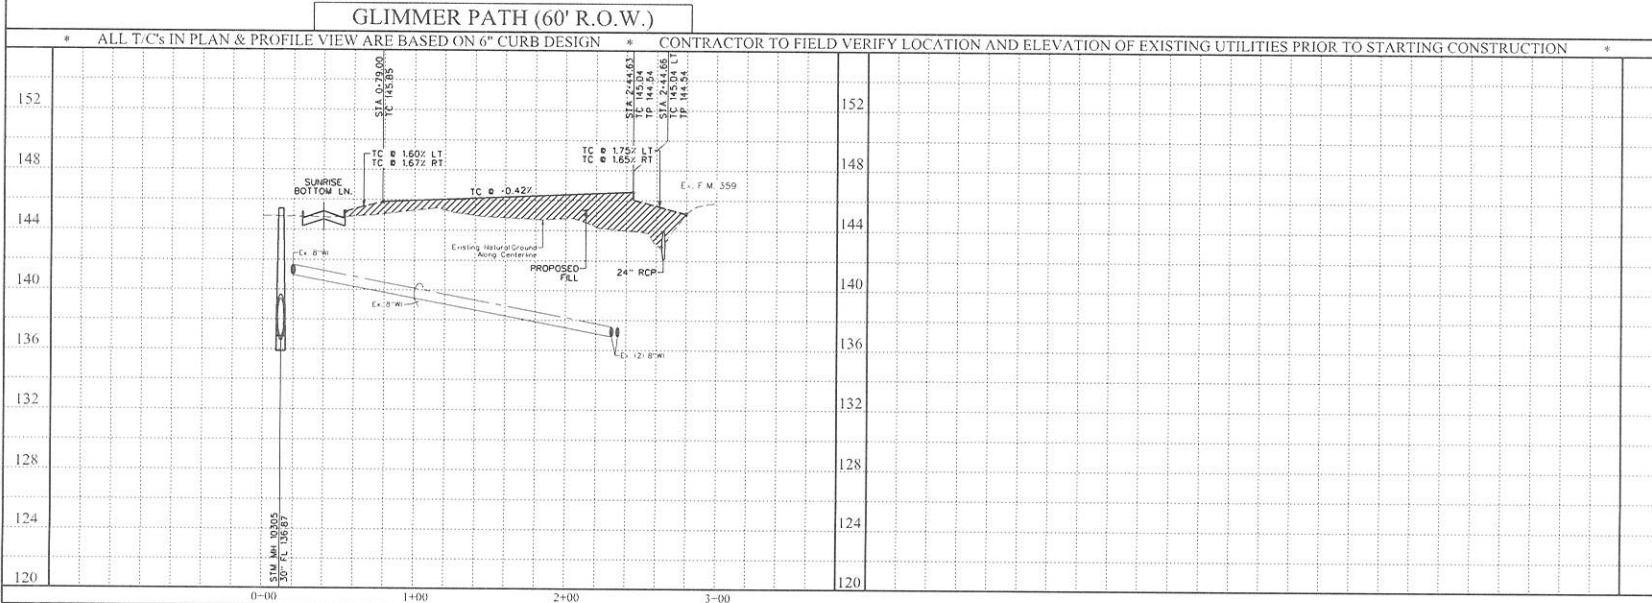 GLIMMER PATH (60' R.O.W.)
* ALL T/C's IN PLAN & PROFILE VIEW ARE BASED ON 6" CURB DESIGN * CONTRACTOR TO FIELD VERIFY LOCATION AND ELEVATION OF EXISTING UTILITIES PRIOR TO STARTING CONSTRUCTION *
STA 0+79.00
TC 145.85
STA 2+44.63
TC 145.04
TP 144.54
STA 2+44.66
TC 145.04 LT
TP 144.54
152
152
TC @ 1.60% LT
TC @ 1.67% RT
TC @ 1.75% LT
TC @ 1.65% RT
148
148
SUNRISE
BOTTOM LN.
TC @ -0.42%
Ex. F.M. 359
144
144
Existing Natural Ground
Along Centerline
PROPOSED
FILL
24" RCP
Ex. 8"WI
140
140
Ex. 8"WI
136
136
Ex. (2) 8"WI
132
132
128
128
124
124
STM MH 10305
30" FL 136.87
120
120
0+00
1+00
2+00
3+00